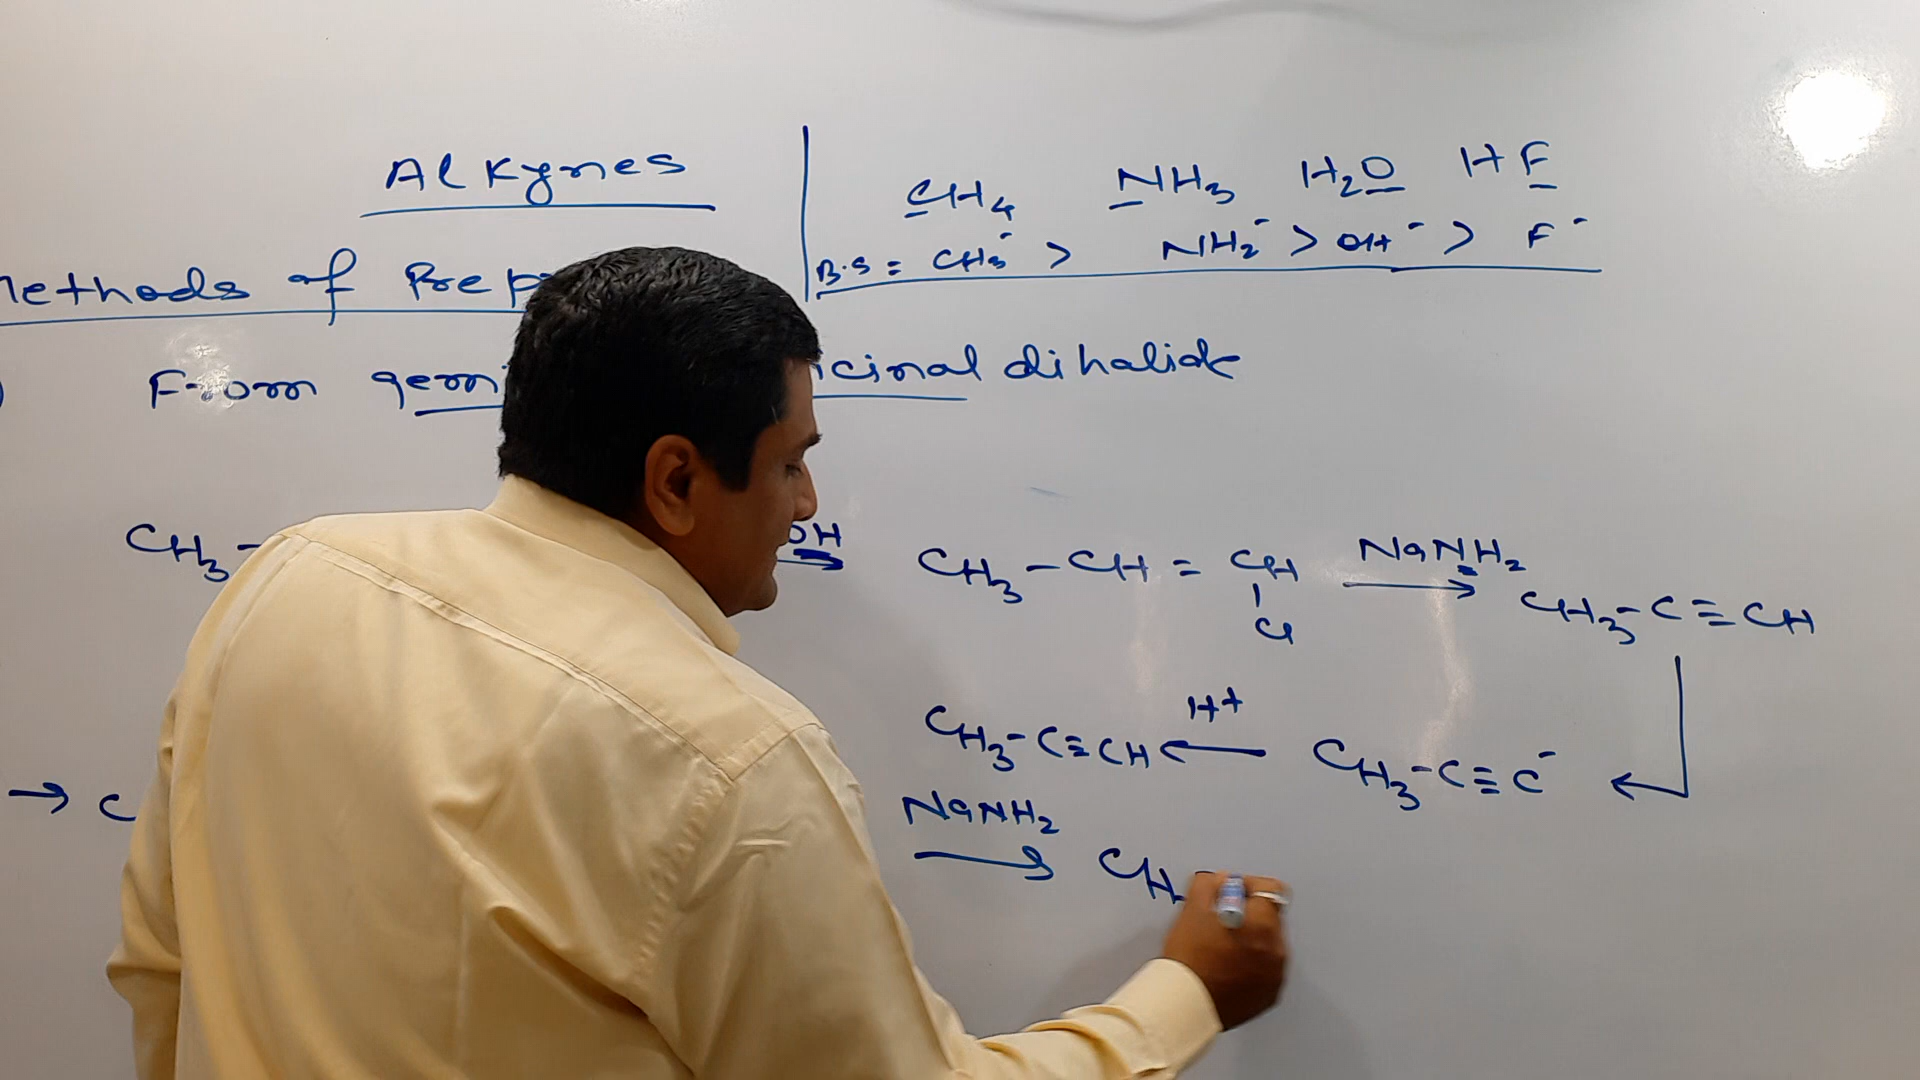 Alkynes
CH4 NH3 H2O HF
B.S = CH3- > NH2- > OH- > F-
Methods of Prep
From gem icinal dihalide
CH3- OH → CH3-CH=CH NaNH2 → CH3-C≡CH
Cl
CH3-C≡CH ← H+ CH3-C≡C- ←
→ C NaNH2 → CH